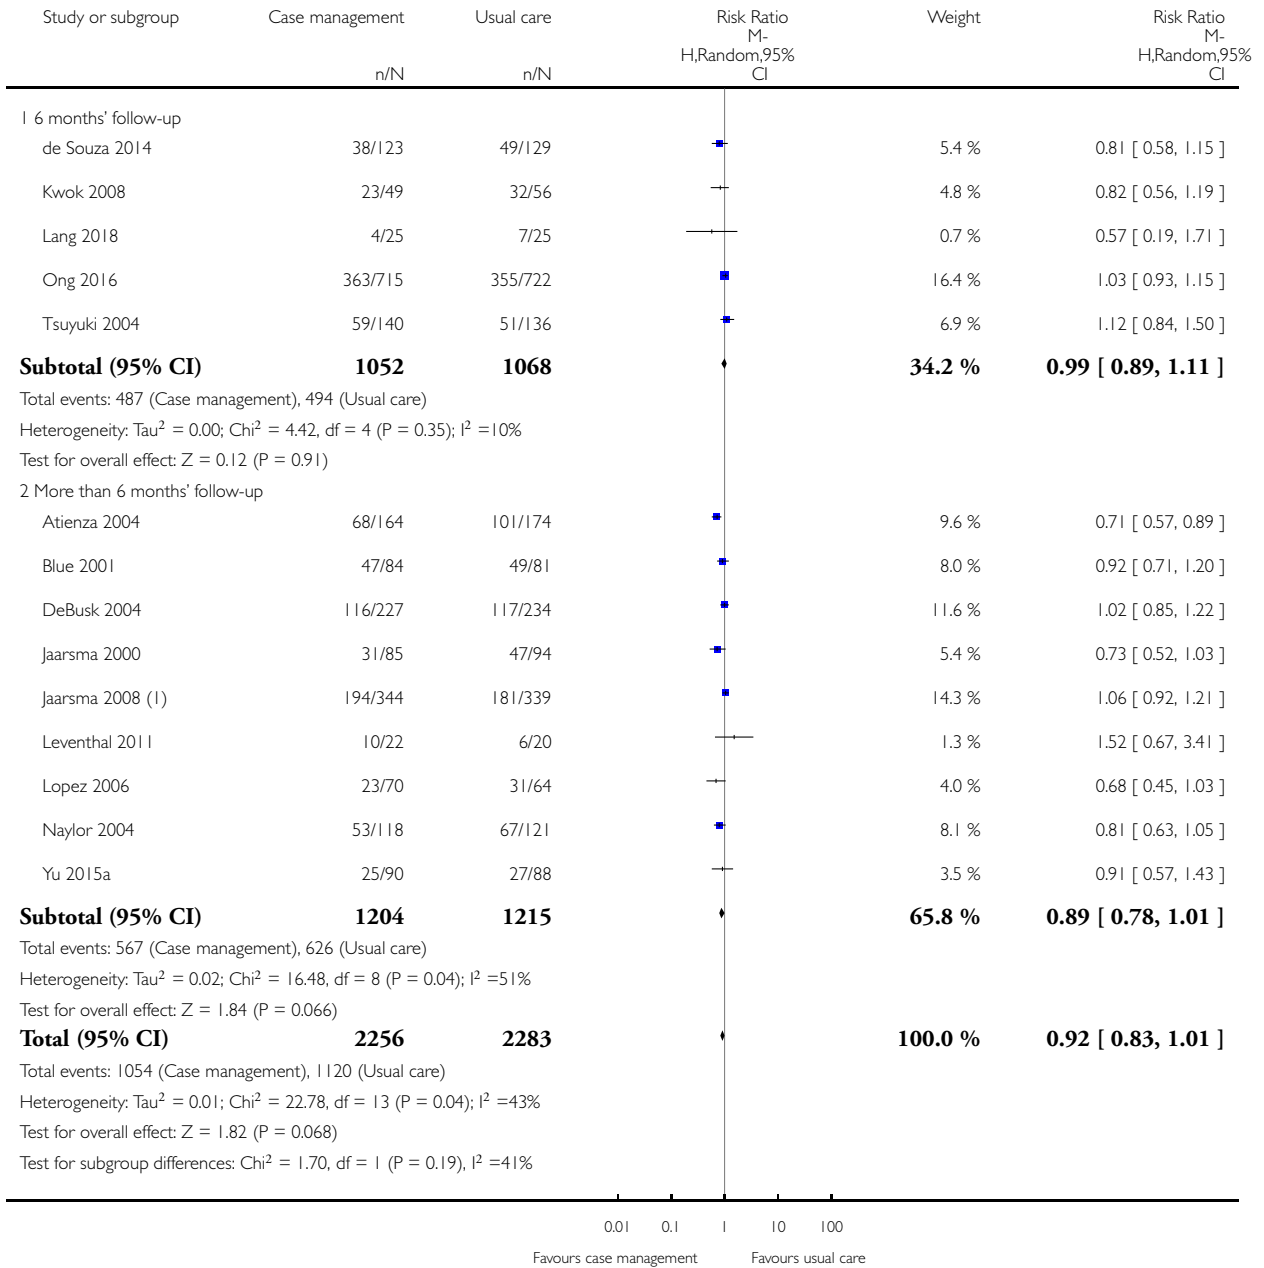 Study or subgroup Case management Usual care Risk Ratio Weight Risk Ratio
M- M-
H,Random,95% H,Random,95%
n/N n/N CI CI
1 6 months' follow-up
de Souza 2014 38/123 49/129 5.4 % 0.81 [ 0.58, 1.15 ]
Kwok 2008 23/49 32/56 4.8 % 0.82 [ 0.56, 1.19 ]
Lang 2018 4/25 7/25 0.7 % 0.57 [ 0.19, 1.71 ]
Ong 2016 363/715 355/722 16.4 % 1.03 [ 0.93, 1.15 ]
Tsuyuki 2004 59/140 51/136 6.9 % 1.12 [ 0.84, 1.50 ]
Subtotal (95% CI) 1052 1068 34.2 % 0.99 [ 0.89, 1.11 ]
Total events: 487 (Case management), 494 (Usual care)
Heterogeneity: Tau² = 0.00; Chi² = 4.42, df = 4 (P = 0.35); I² =10%
Test for overall effect: Z = 0.12 (P = 0.91)
2 More than 6 months' follow-up
Atienza 2004 68/164 101/174 9.6 % 0.71 [ 0.57, 0.89 ]
Blue 2001 47/84 49/81 8.0 % 0.92 [ 0.71, 1.20 ]
DeBusk 2004 116/227 117/234 11.6 % 1.02 [ 0.85, 1.22 ]
Jaarsma 2000 31/85 47/94 5.4 % 0.73 [ 0.52, 1.03 ]
Jaarsma 2008 (1) 194/344 181/339 14.3 % 1.06 [ 0.92, 1.21 ]
Leventhal 2011 10/22 6/20 1.3 % 1.52 [ 0.67, 3.41 ]
Lopez 2006 23/70 31/64 4.0 % 0.68 [ 0.45, 1.03 ]
Naylor 2004 53/118 67/121 8.1 % 0.81 [ 0.63, 1.05 ]
Yu 2015a 25/90 27/88 3.5 % 0.91 [ 0.57, 1.43 ]
Subtotal (95% CI) 1204 1215 65.8 % 0.89 [ 0.78, 1.01 ]
Total events: 567 (Case management), 626 (Usual care)
Heterogeneity: Tau² = 0.02; Chi² = 16.48, df = 8 (P = 0.04); I² =51%
Test for overall effect: Z = 1.84 (P = 0.066)
Total (95% CI) 2256 2283 100.0 % 0.92 [ 0.83, 1.01 ]
Total events: 1054 (Case management), 1120 (Usual care)
Heterogeneity: Tau² = 0.01; Chi² = 22.78, df = 13 (P = 0.04); I² =43%
Test for overall effect: Z = 1.82 (P = 0.068)
Test for subgroup differences: Chi² = 1.70, df = 1 (P = 0.19), I² =41%
0.01 0.1 1 10 100
Favours case management Favours usual care